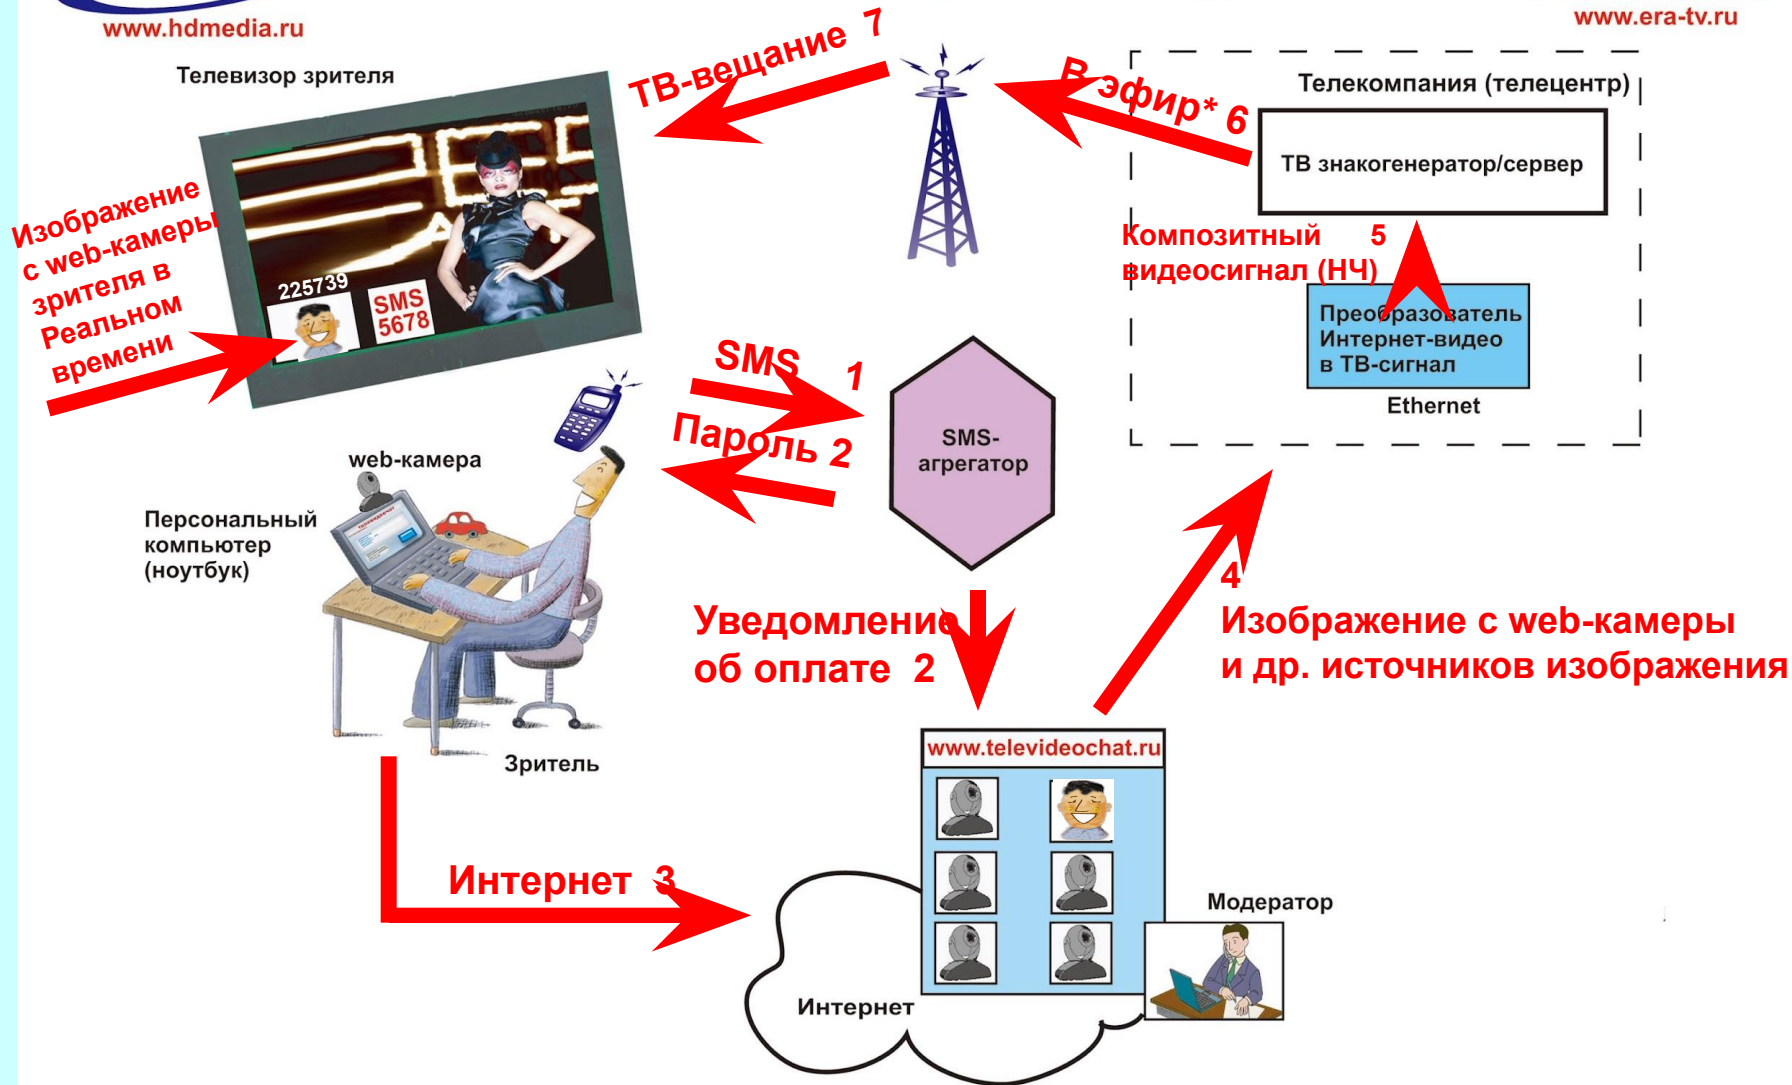 www.hdmedia.ru
www.era-tv.ru
Телевизор зрителя
ТВ-вещание 7
В эфир* 6
Телекомпания (телецентр)
ТВ знакогенератор/сервер
Композитный 5
видеосигнал (НЧ)
Преобразователь
Интернет-видео
в ТВ-сигнал
Ethernet
Изображение
с web-камеры
зрителя в
Реальном
времени
225739
SMS
5678
SMS 1
Пароль 2
SMS-
агрегатор
web-камера
Персональный
компьютер
(ноутбук)
Зритель
Уведомление
об оплате 2
4
Изображение с web-камеры
и др. источников изображения
www.televideochat.ru
Интернет 3
Модератор
Интернет